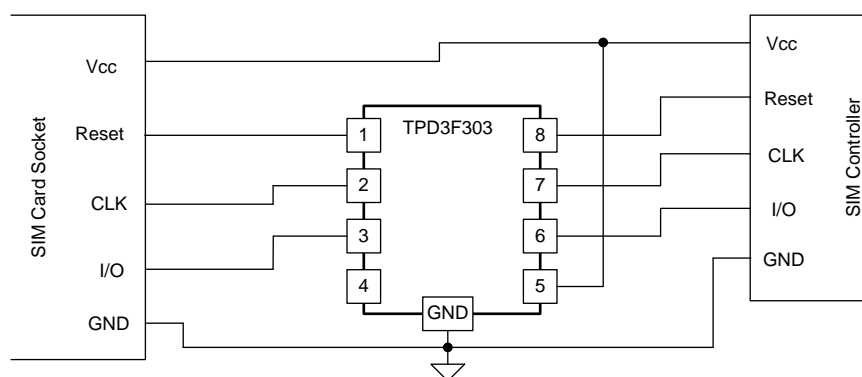 SIM Card Socket
Vcc
Reset
CLK
I/O
GND
TPD3F303
1
2
3
4
8
7
6
5
GND
Vcc
Reset
CLK
I/O
GND
SIM Controller